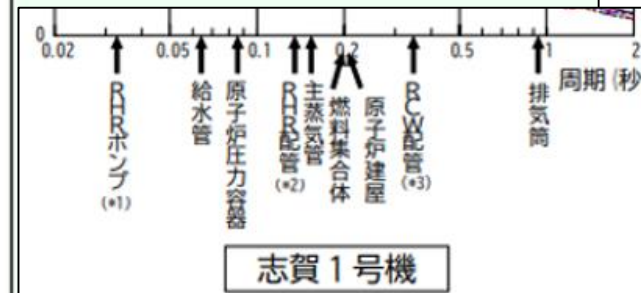 0
0.02 0.05 0.1 0.2 0.5 1 2
周期(秒
RHRポンプ(*1)
給水管
原子炉圧力容器
RHR配管(*2)
主蒸気管
燃料集合体
原子炉建屋
RCW配管(*3)
排気筒
志賀1号機